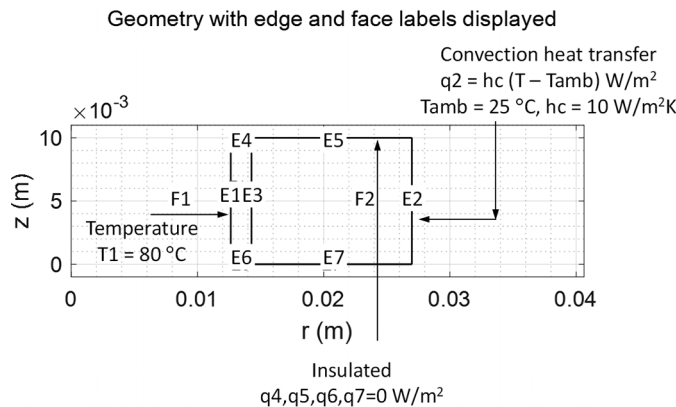 Geometry with edge and face labels displayed
Convection heat transfer
q2 = hc (T – Tamb) W/m²
Tamb = 25 °C, hc = 10 W/m²K
×10⁻³
10
5
0
z (m)
E4
E5
F1
E1E3
F2
E2
Temperature
T1 = 80 °C
E6
E7
0
0.01
0.02
0.03
0.04
r (m)
Insulated
q4,q5,q6,q7=0 W/m²